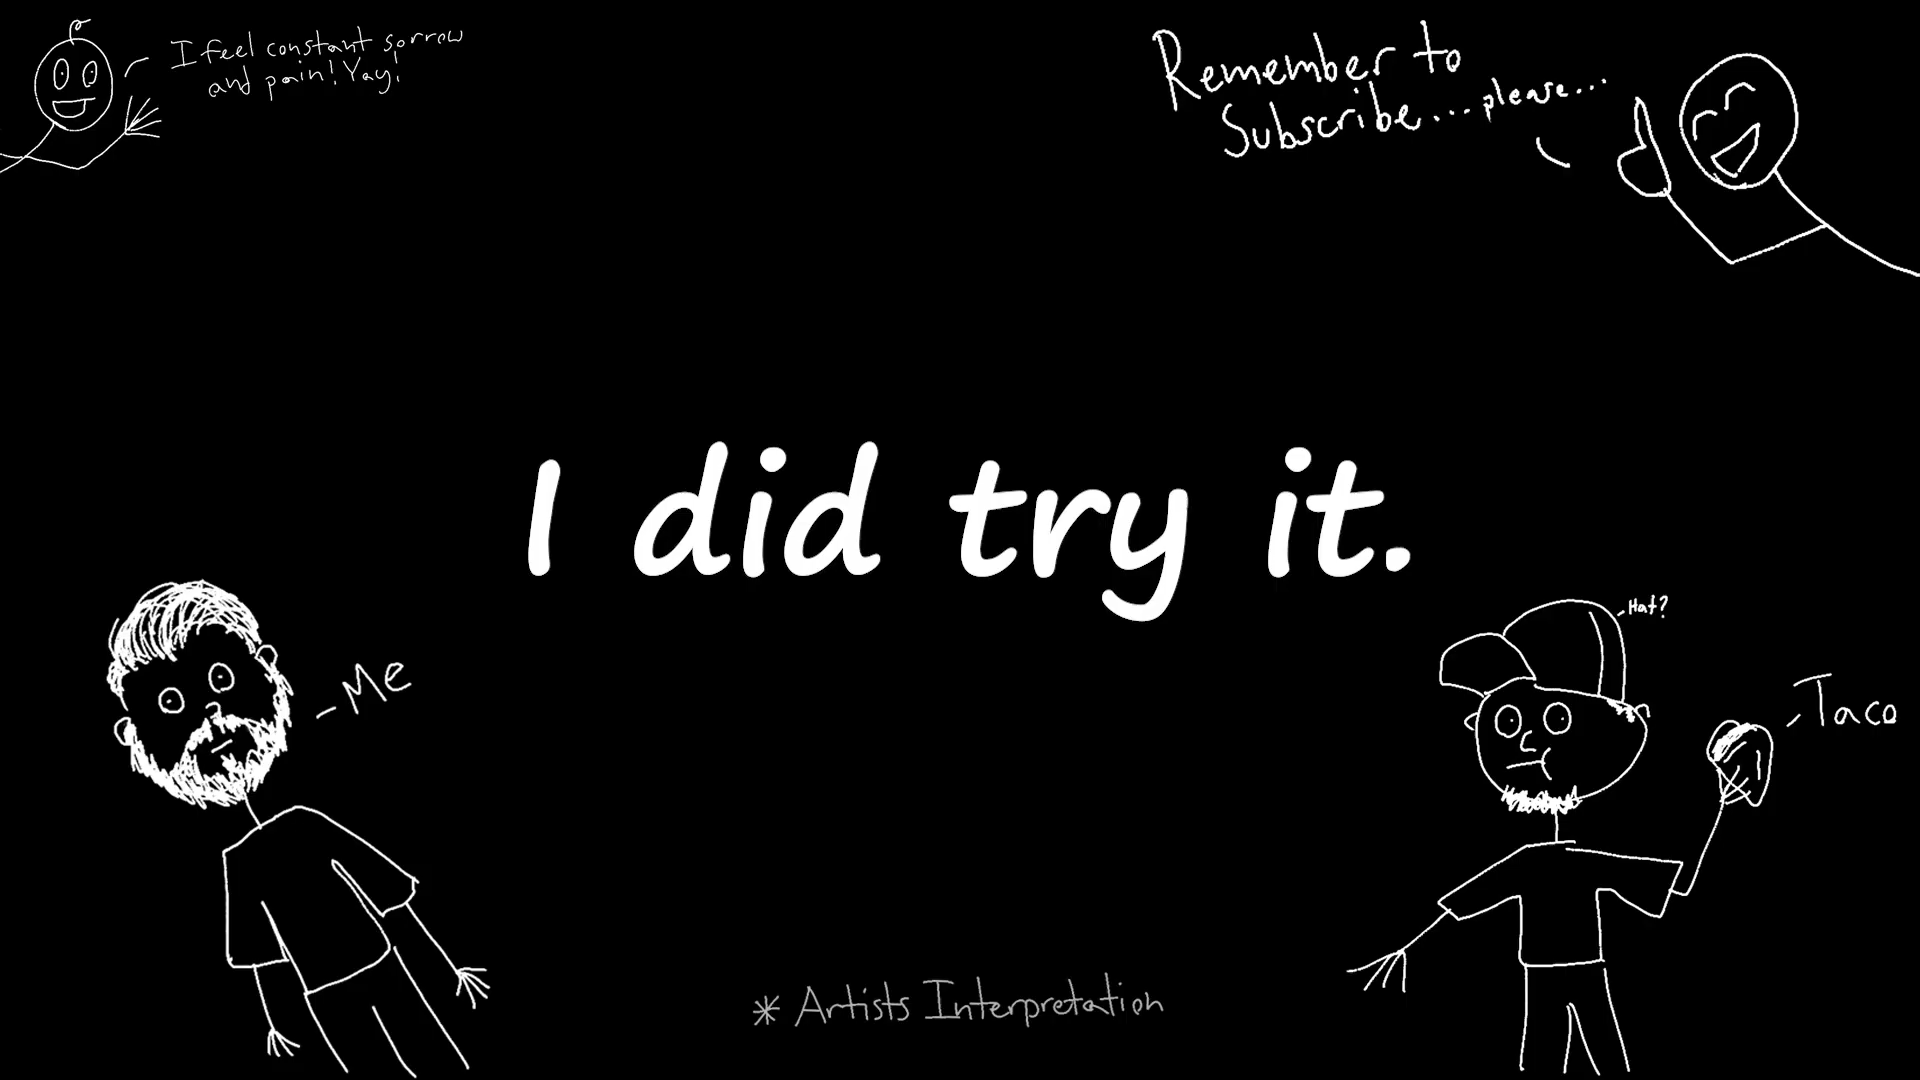 I feel constant sorrow
and pain! Yay!
Remember to
Subscribe... please...
I did try it.
Hat?
Me
Taco
* Artists Interpretation